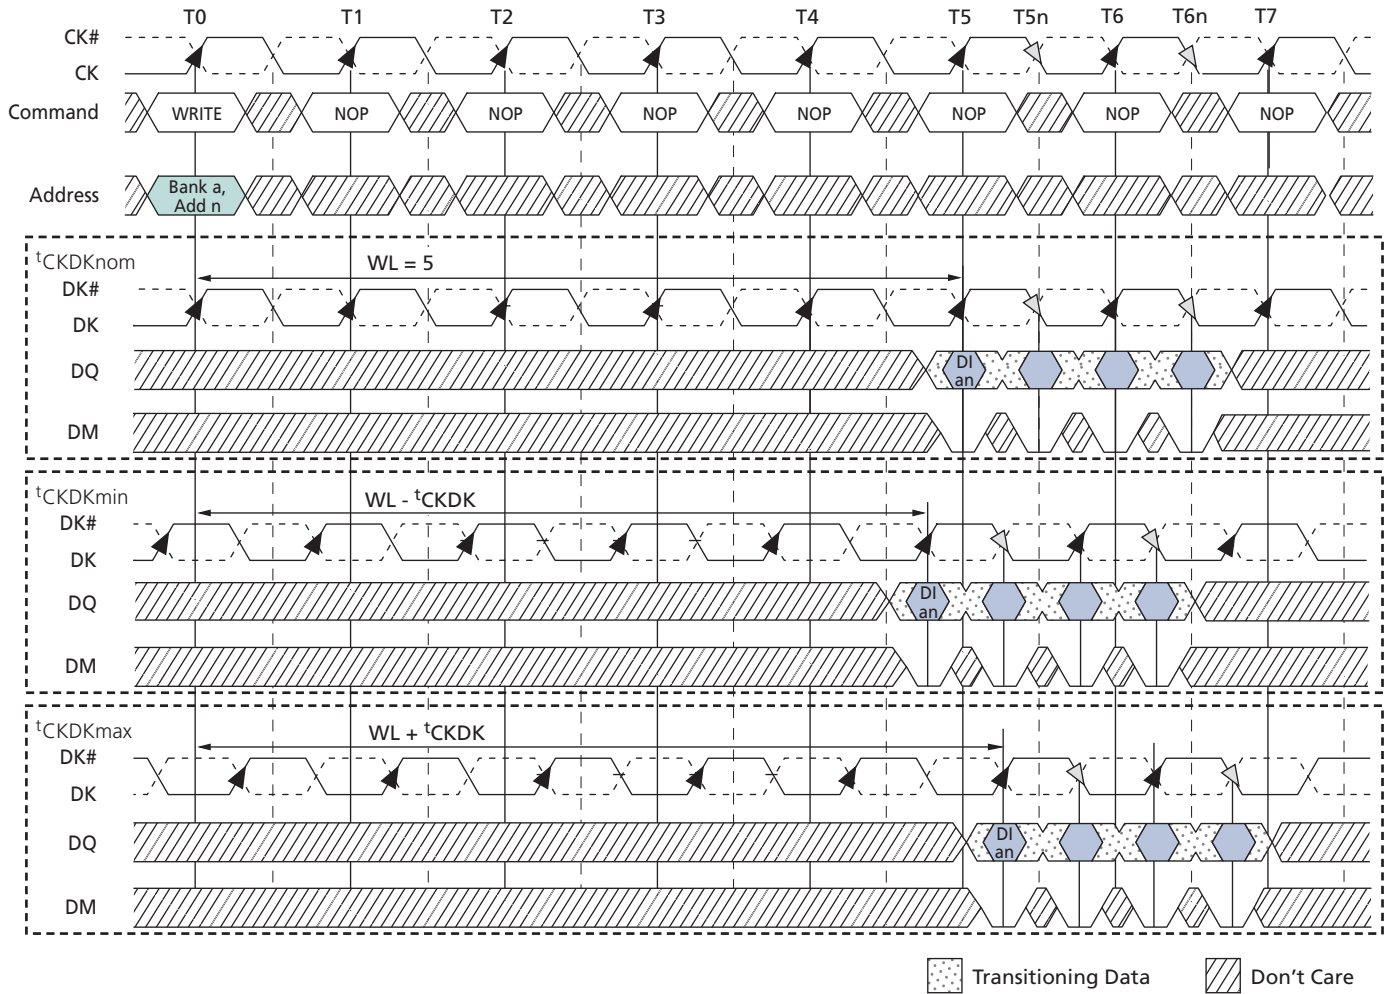 T0 T1 T2 T3 T4 T5 T5n T6 T6n T7
CK#
CK
Command WRITE NOP NOP NOP NOP NOP NOP NOP
Address Bank a,
Add n
tCKDKnom
WL = 5
DK#
DK
DQ DI
an
DM
tCKDKmin
WL - tCKDK
DK#
DK
DQ DI
an
DM
tCKDKmax
WL + tCKDK
DK#
DK
DQ DI
an
DM
Transitioning Data Don't Care